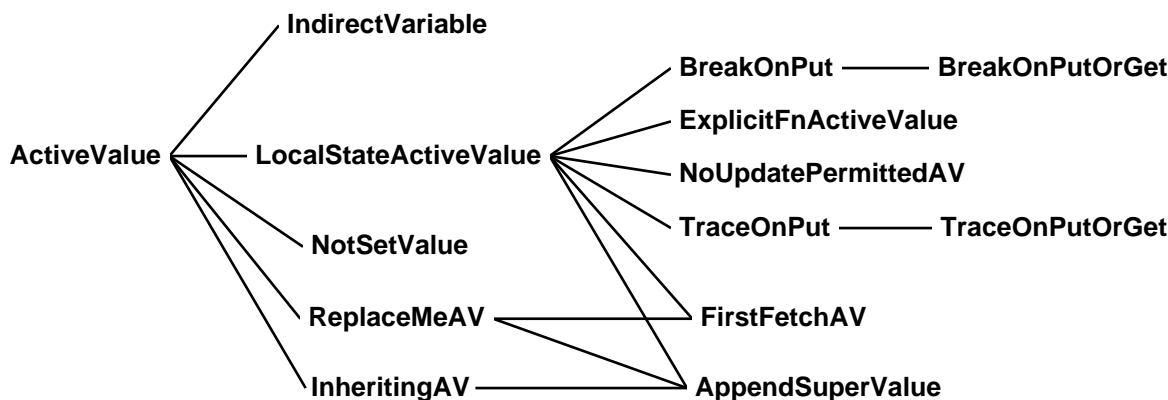 IndirectVariable
BreakOnPut BreakOnPutOrGet
ExplicitFnActiveValue
ActiveValue LocalStateActiveValue
NoUpdatePermittedAV
TraceOnPut TraceOnPutOrGet
NotSetValue
ReplaceMeAV FirstFetchAV
InheritingAV AppendSuperValue